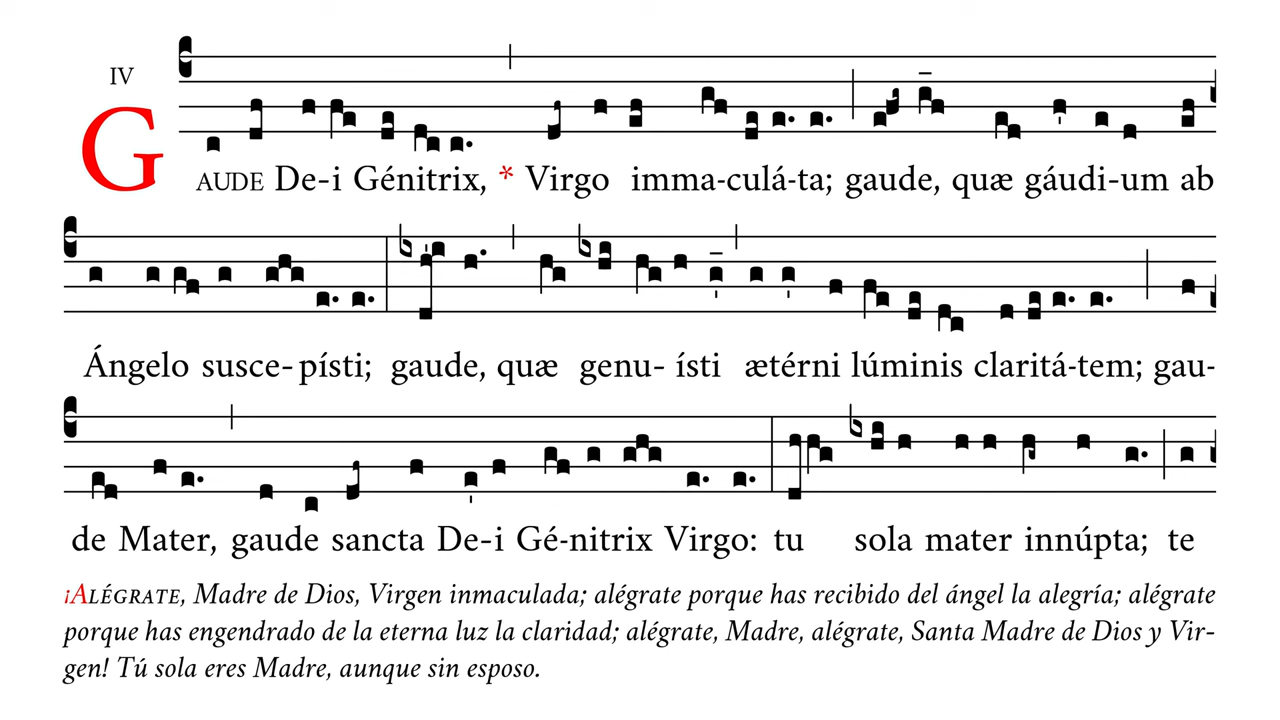 IV
GAUDE De-i Génitrix, * Virgo imma-culá-ta; gaude, quæ gáudi-um ab
Ángelo susce-písti; gaude, quæ genu- ísti ætérni lúminis claritá-tem; gau-
de Mater, gaude sancta De-i Gé-nitrix Virgo: tu sola mater innúpta; te
¡ALÉGRATE, Madre de Dios, Virgen inmaculada; alégrate porque has recibido del ángel la alegría; alégrate
porque has engendrado de la eterna luz la claridad; alégrate, Madre, alégrate, Santa Madre de Dios y Vir-
gen! Tú sola eres Madre, aunque sin esposo.